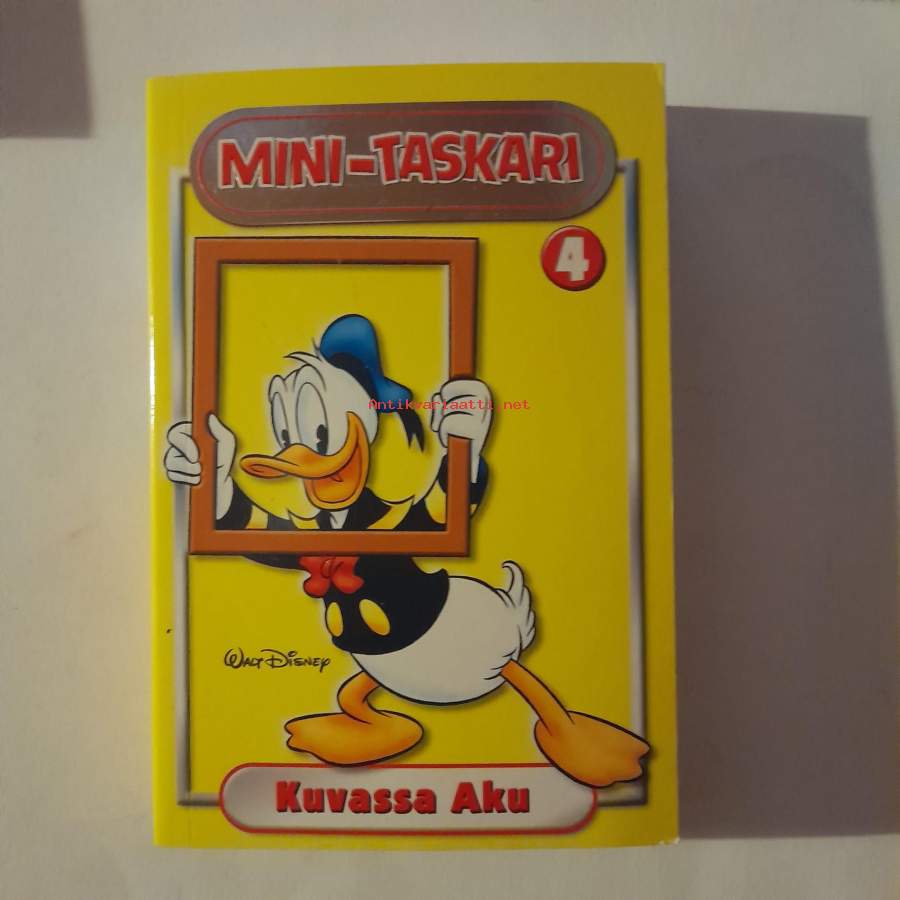 MINI-TASKARI
4
Antikvariaatti.net
WALT DISNEY
Kuvassa Aku